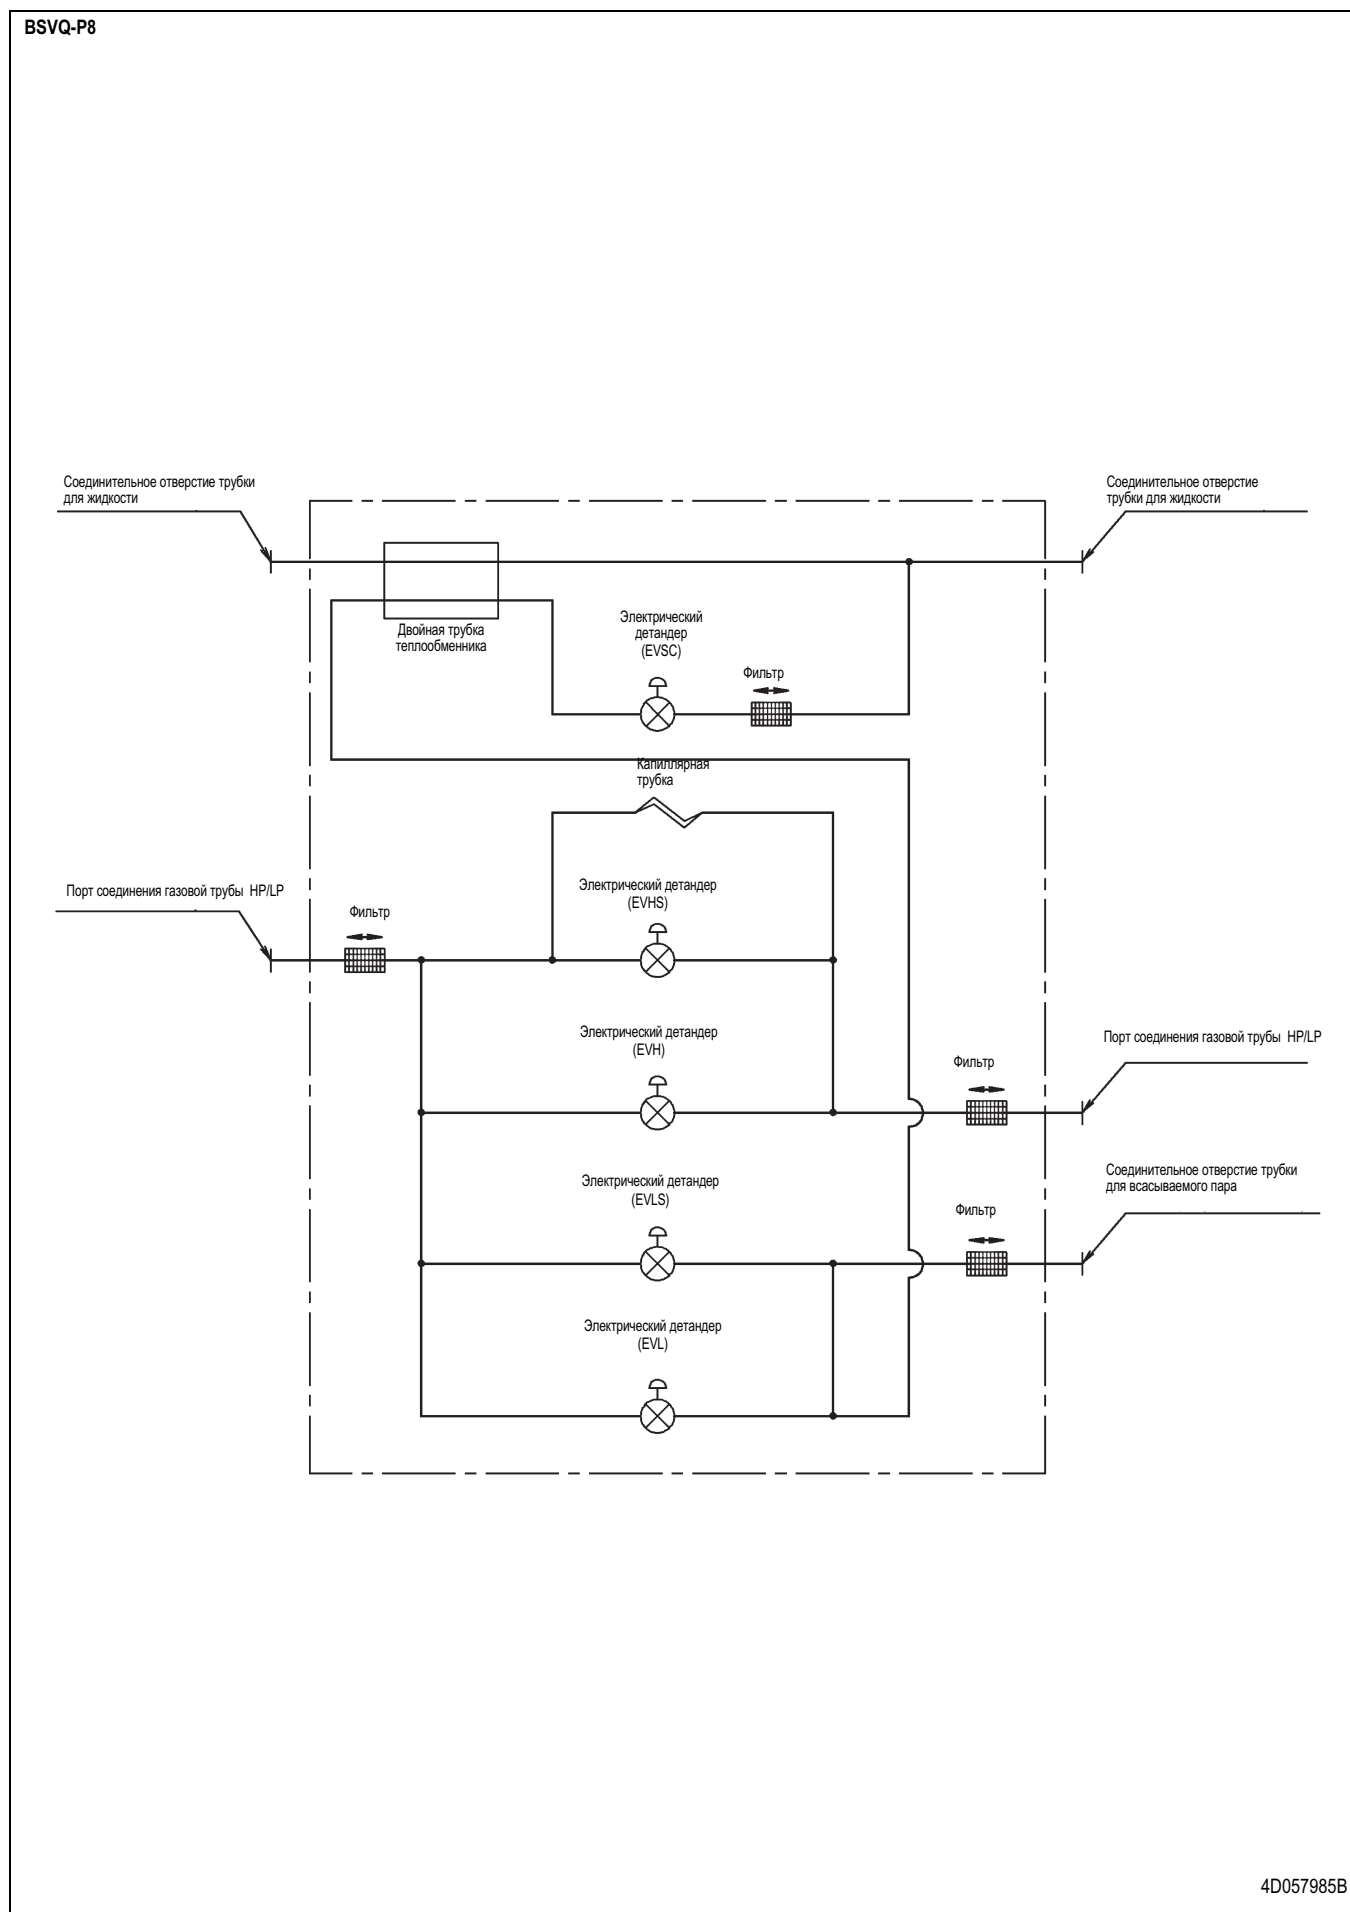 BSVQ-P8
Соединительное отверстие трубки
для жидкости
Соединительное отверстие
трубки для жидкости
Двойная трубка
теплообменника
Электрический
детандер
(EVSC)
Фильтр
Капиллярная
трубка
Порт соединения газовой трубы HP/LP
Фильтр
Электрический детандер
(EVHS)
Электрический детандер
(EVH)
Фильтр
Порт соединения газовой трубы HP/LP
Электрический детандер
(EVLS)
Фильтр
Соединительное отверстие трубки
для всасываемого пара
Электрический детандер
(EVL)
4D057985B